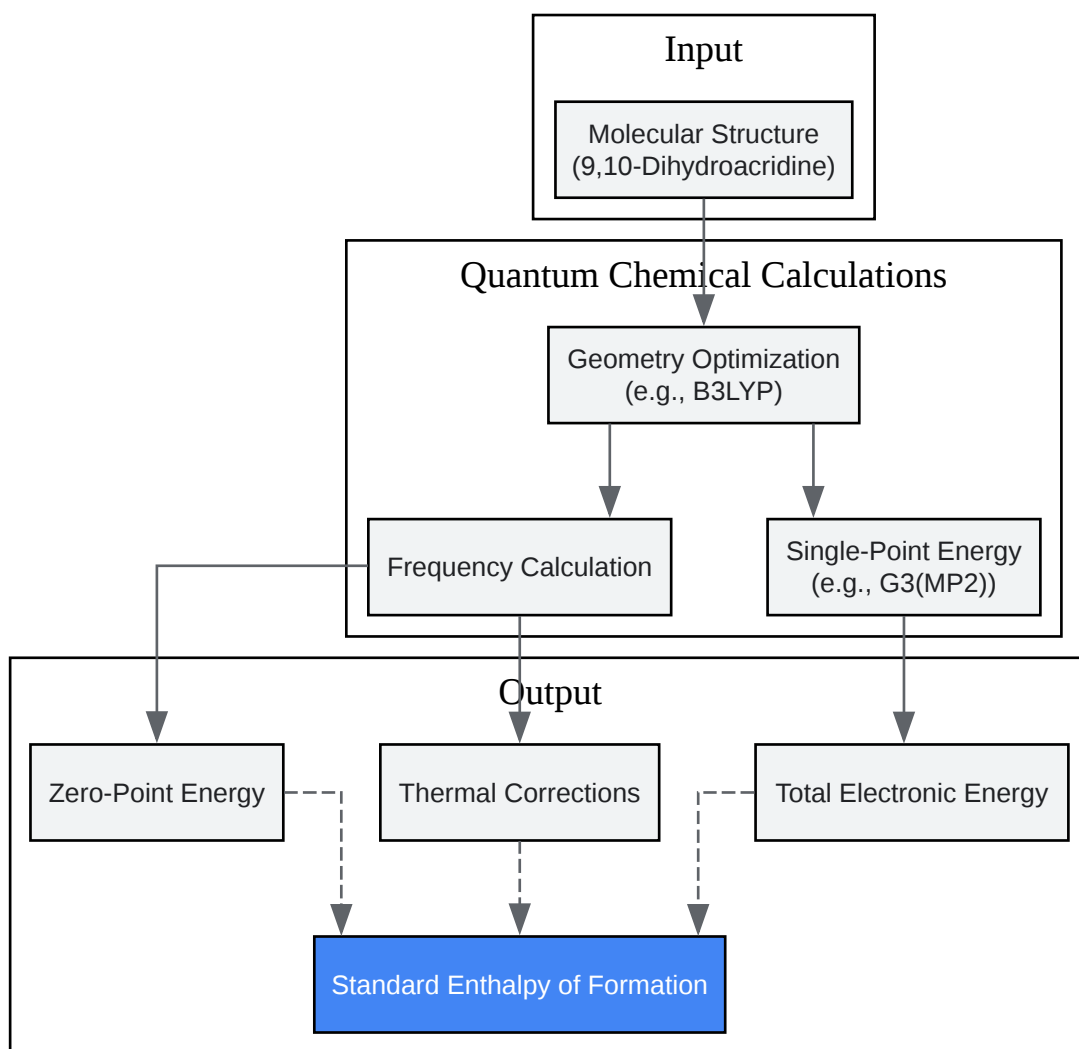 Input
Molecular Structure
(9,10-Dihydroacridine)
Quantum Chemical Calculations
Geometry Optimization
(e.g., B3LYP)
Frequency Calculation
Single-Point Energy
(e.g., G3(MP2))
Output
Zero-Point Energy
Thermal Corrections
Total Electronic Energy
Standard Enthalpy of Formation